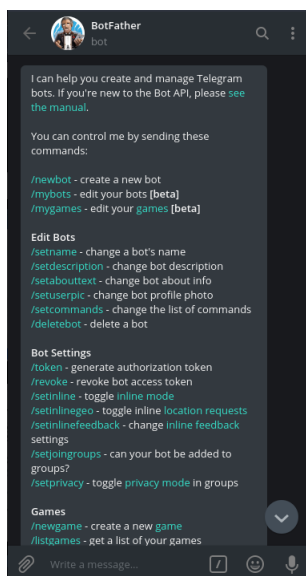 BotFather
bot
I can help you create and manage Telegram
bots. If you're new to the Bot API, please see
the manual.
You can control me by sending these
commands:
/newbot - create a new bot
/mybots - edit your bots [beta]
/mygames - edit your games [beta]
Edit Bots
/setname - change a bot's name
/setdescription - change bot description
/setabouttext - change bot about info
/setuserpic - change bot profile photo
/setcommands - change the list of commands
/deletebot - delete a bot
Bot Settings
/token - generate authorization token
/revoke - revoke bot access token
/setinline - toggle inline mode
/setinlinegeo - toggle inline location requests
/setinlinefeedback - change inline feedback
settings
/setjoingroups - can your bot be added to
groups?
/setprivacy - toggle privacy mode in groups
Games
/newgame - create a new game
/listgames - get a list of your games
Write a message...